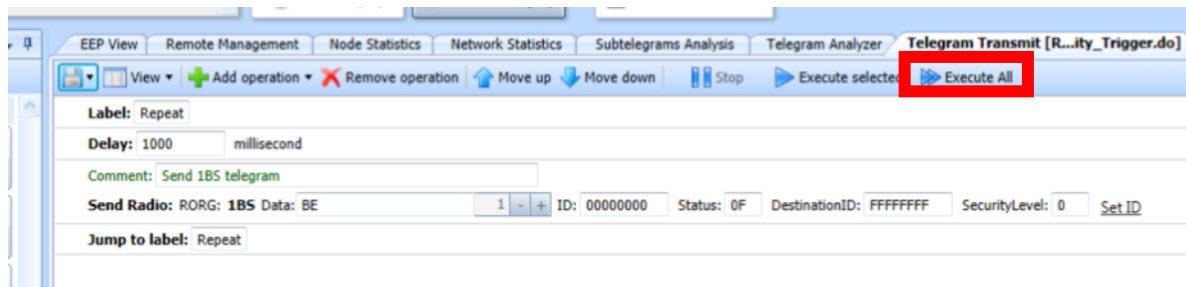 EEP View Remote Management Node Statistics Network Statistics Subtelegrams Analysis Telegram Analyzer Telegram Transmit [R...ity_Trigger.do]
View Add operation Remove operation Move up Move down Stop Execute selected Execute All
Label: Repeat
Delay: 1000 millisecond
Comment: Send 1BS telegram
Send Radio: RORG: 1BS Data: BE 1 - + ID: 00000000 Status: 0F DestinationID: FFFFFFFF SecurityLevel: 0 Set ID
Jump to label: Repeat